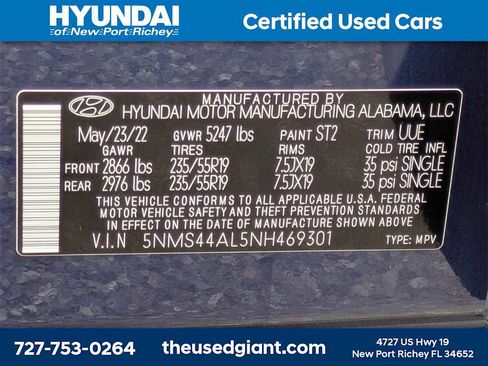 HYUNDAI
of New Port Richey
Certified Used Cars
MANUFACTURED BY
HYUNDAI MOTOR MANUFACTURING ALABAMA, LLC
May/23/22 GVWR 5247 lbs PAINT ST2 TRIM UUE
GAWR TIRES RIMS COLD TIRE INFL
FRONT 2866 lbs 235/55R19 7.5JX19 35 psi SINGLE
REAR 2976 lbs 235/55R19 7.5JX19 35 psi SINGLE
THIS VEHICLE CONFORMS TO ALL APPLICABLE U.S.A. FEDERAL
MOTOR VEHICLE SAFETY AND THEFT PREVENTION STANDARDS
IN EFFECT ON THE DATE OF MANUFACTURE SHOWN ABOVE.
V.I.N 5NMS44AL5NH469301 TYPE: MPV
727-753-0264
theusedgiant.com
4727 US Hwy 19
New Port Richey FL 34652